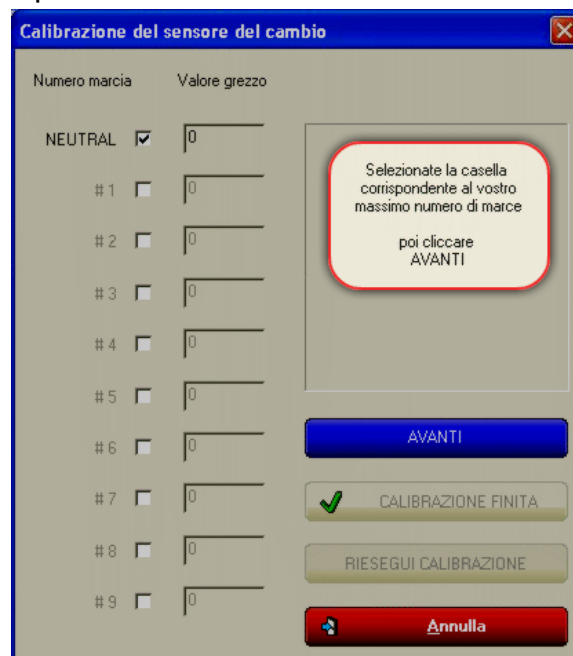 Calibrazione del sensore del cambio
Numero marcia Valore grezzo
NEUTRAL 0
#1 0
#2 0
#3 0
#4 0
#5 0
#6 0
#7 0
#8 0
#9 0
Selezionate la casella
corrispondente al vostro
massimo numero di marce
poi cliccare
AVANTI
AVANTI
CALIBRAZIONE FINITA
RIESEGUI CALIBRAZIONE
Annulla